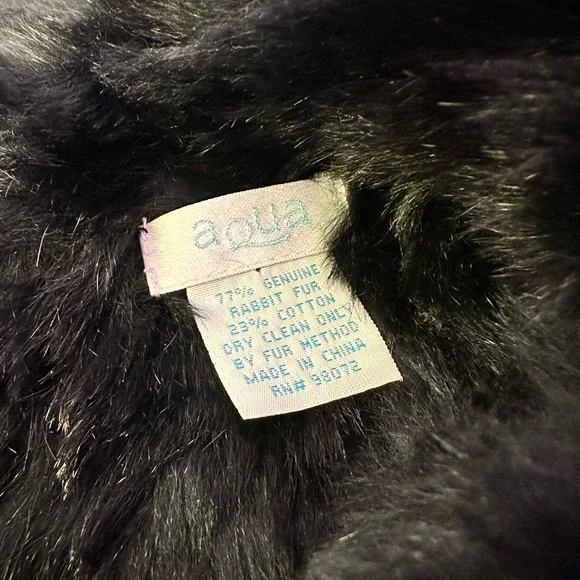 aqua
77% GENUINE
RABBIT FUR
23% COTTON
DRY CLEAN ONLY
BY FUR METHOD
MADE IN CHINA
RN# 98072